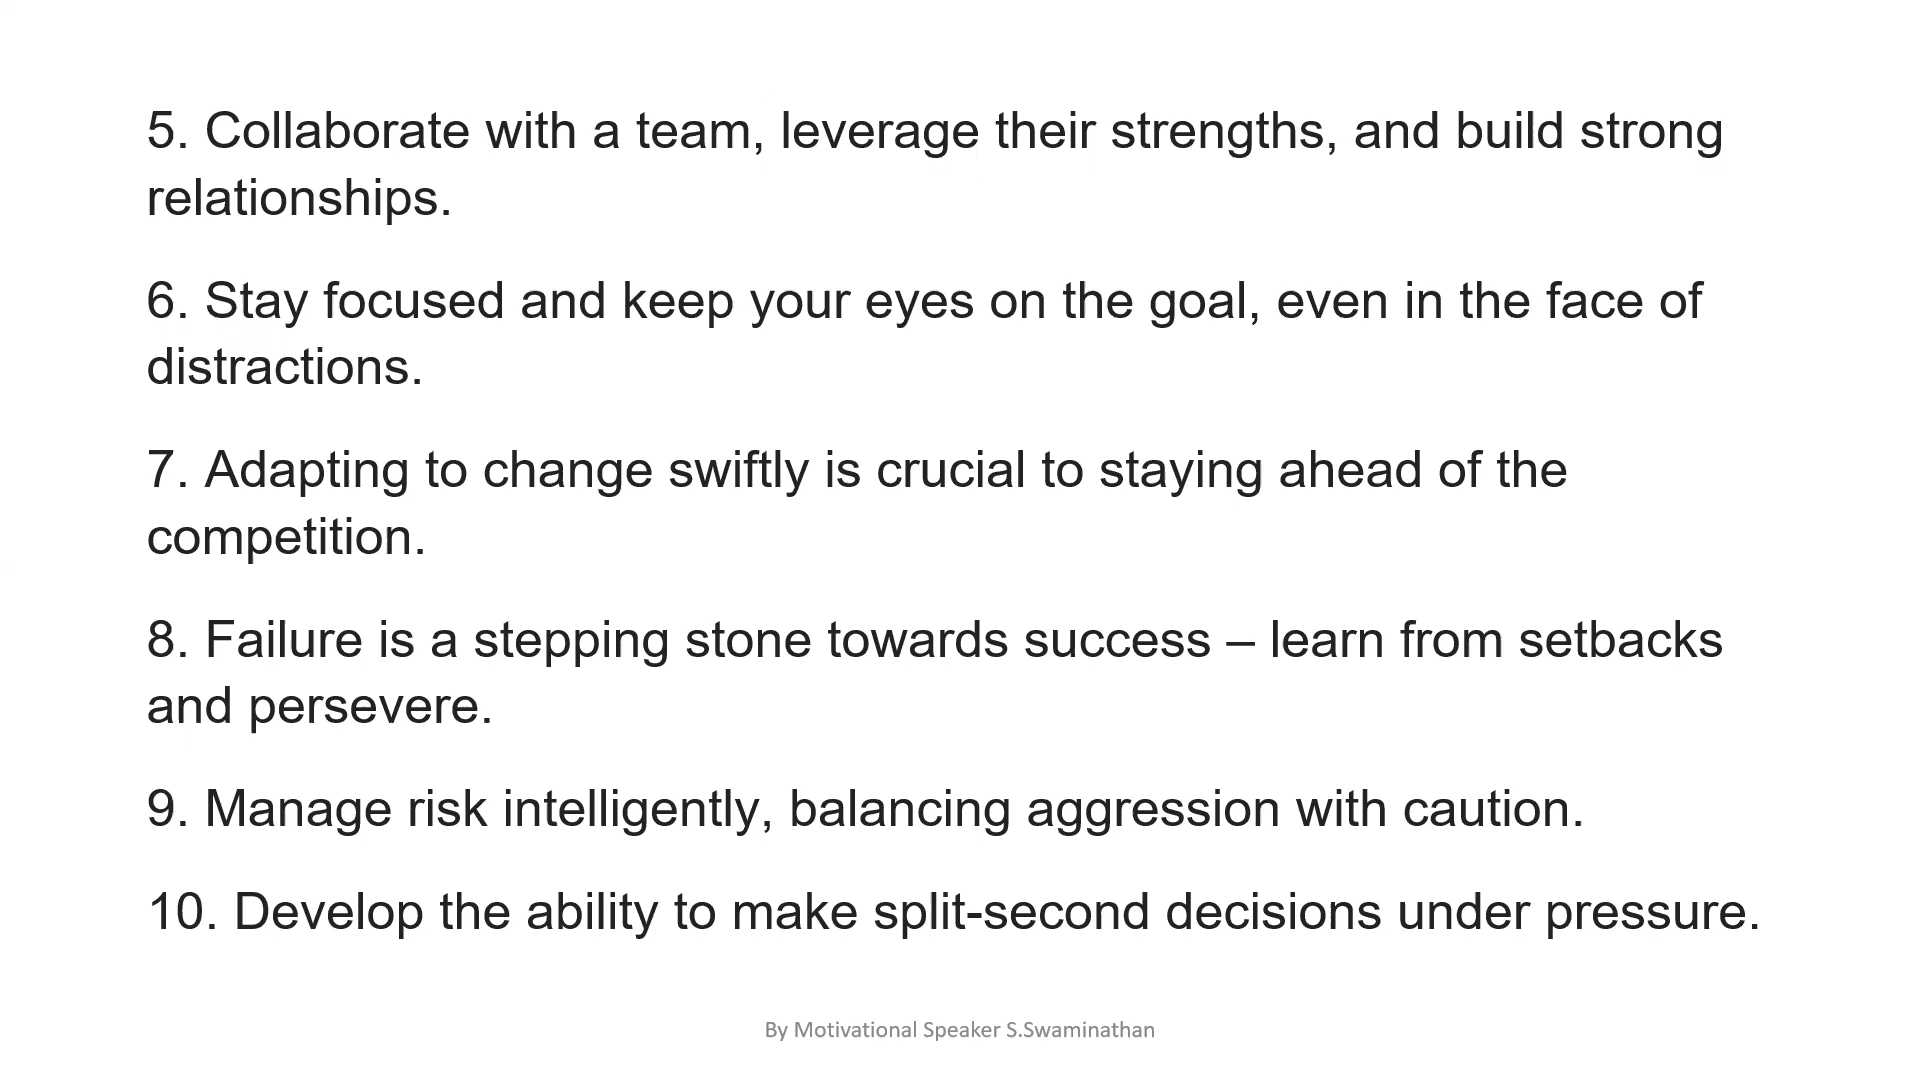 5. Collaborate with a team, leverage their strengths, and build strong
relationships.
6. Stay focused and keep your eyes on the goal, even in the face of
distractions.
7. Adapting to change swiftly is crucial to staying ahead of the
competition.
8. Failure is a stepping stone towards success – learn from setbacks
and persevere.
9. Manage risk intelligently, balancing aggression with caution.
10. Develop the ability to make split-second decisions under pressure.
By Motivational Speaker S.Swaminathan